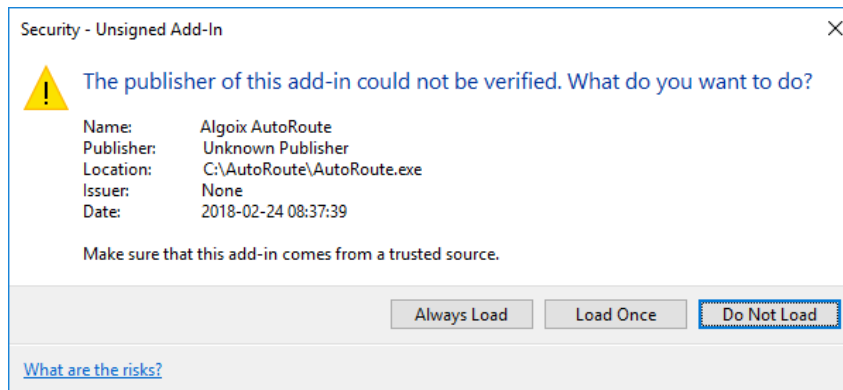 Security - Unsigned Add-In
The publisher of this add-in could not be verified. What do you want to do?
Name: Algoix AutoRoute
Publisher: Unknown Publisher
Location: C:\AutoRoute\AutoRoute.exe
Issuer: None
Date: 2018-02-24 08:37:39
Make sure that this add-in comes from a trusted source.
Always Load Load Once Do Not Load
What are the risks?